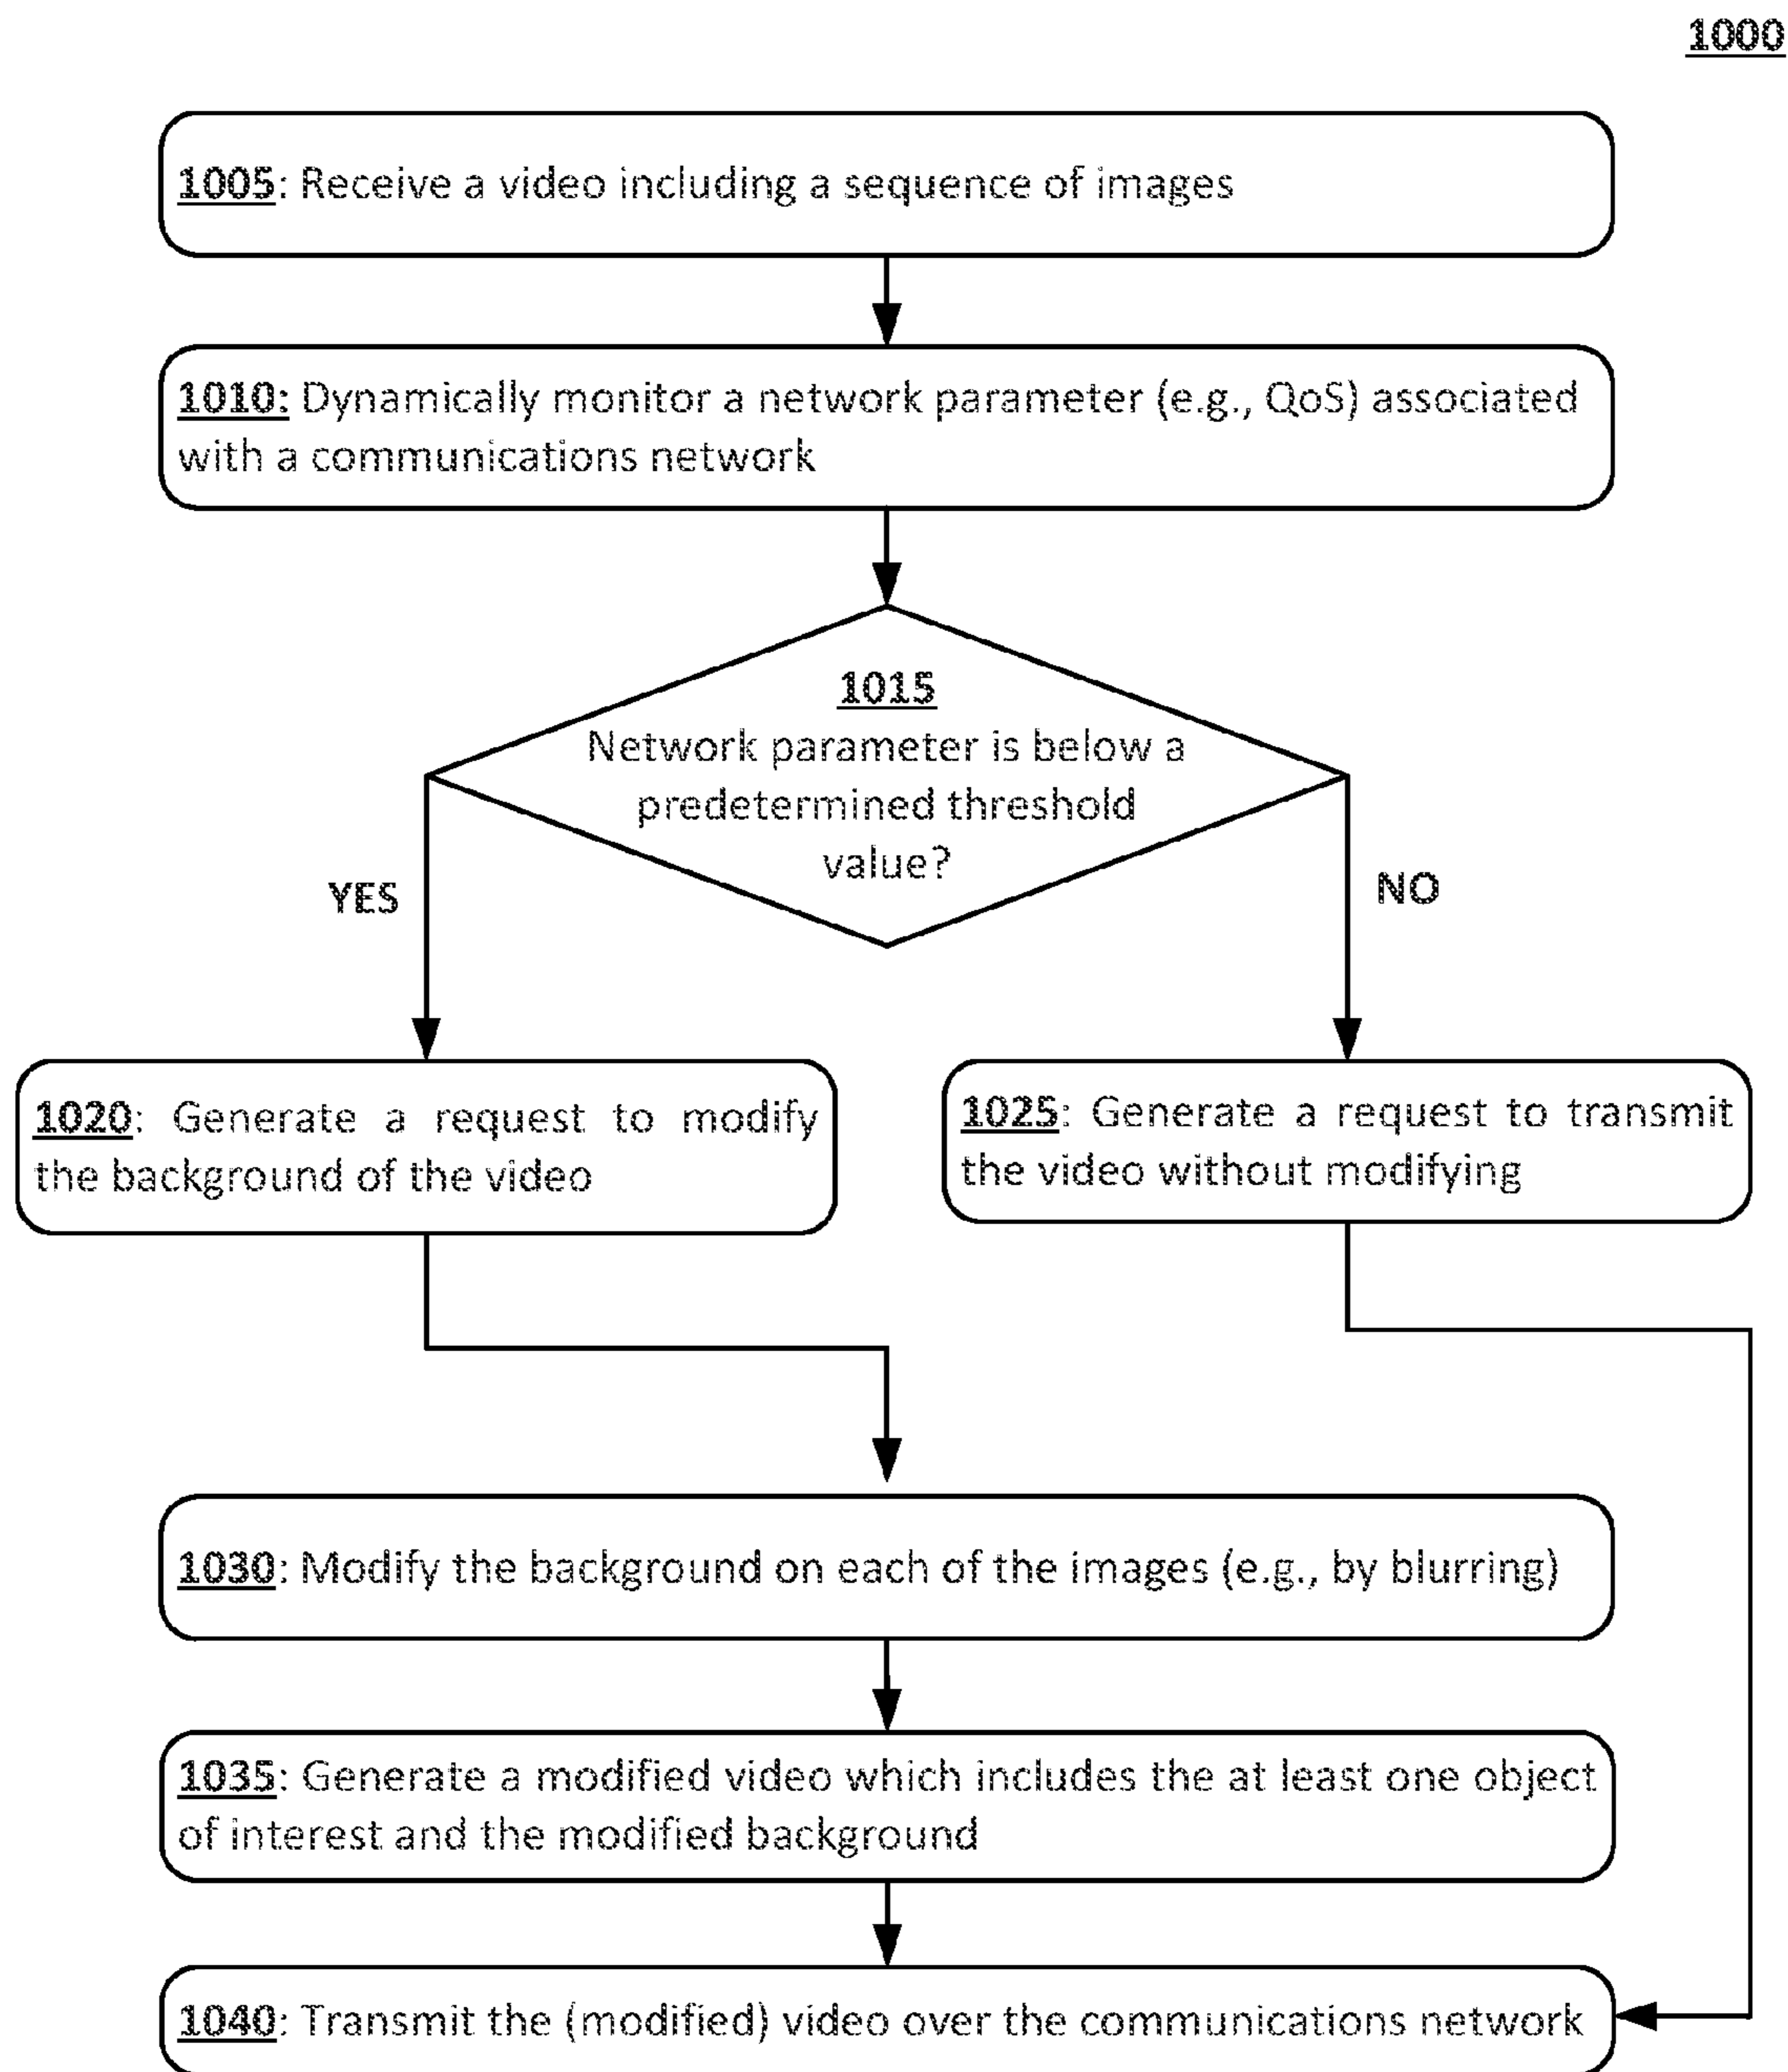 1000
1005: Receive a video including a sequence of images
1010: Dynamically monitor a network parameter (e.g., QoS) associated
with a communications network
1015
Network parameter is below a
predetermined threshold
value?
YES
NO
1020: Generate a request to modify
the background of the video
1025: Generate a request to transmit
the video without modifying
1030: Modify the background on each of the images (e.g., by blurring)
1035: Generate a modified video which includes the at least one object
of interest and the modified background
1040: Transmit the (modified) video over the communications network